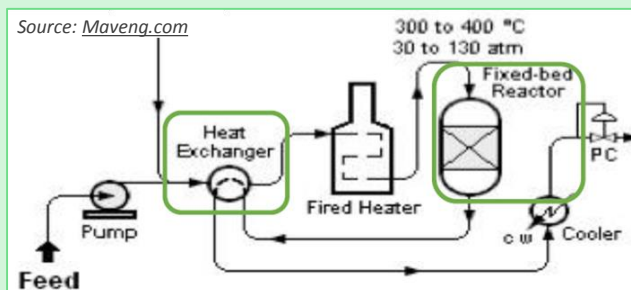 Source: Maveng.com
300 to 400 °C
30 to 130 atm
Fixed-bed
Reactor
Heat
Exchanger
PC
Fired Heater
Pump
c w
Cooler
Feed